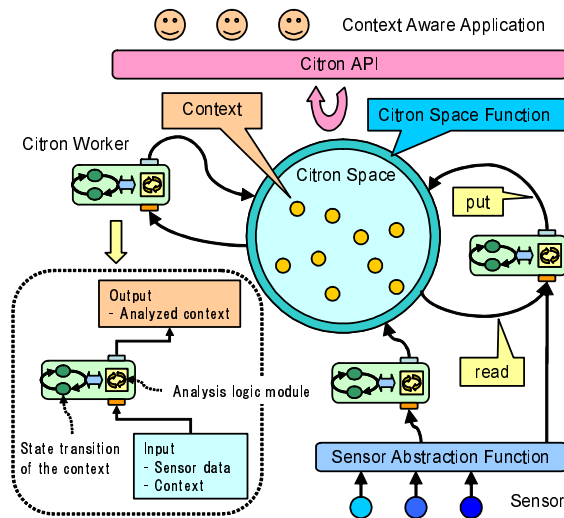 Context Aware Application
Citron API
Context
Citron Space Function
Citron Worker
Citron Space
put
Output
- Analyzed context
read
Analysis logic module
State transition
of the context
Input
- Sensor data
- Context
Sensor Abstraction Function
Sensor